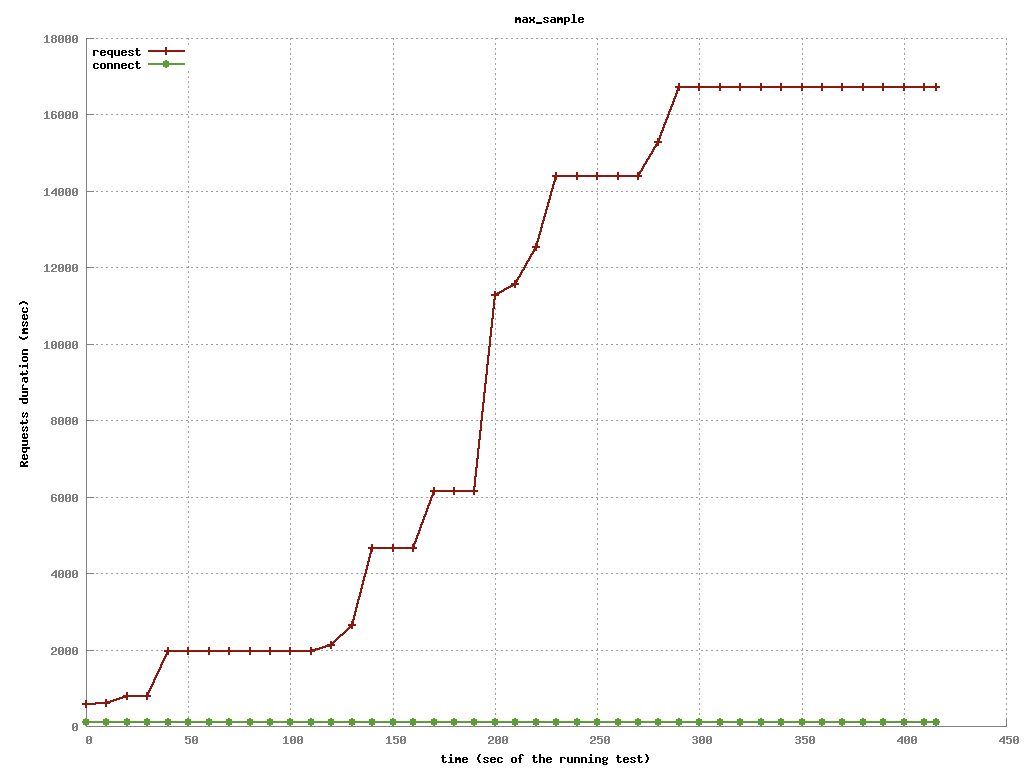 max_sample
request
connect
18000
16000
14000
12000
10000
8000
6000
4000
2000
0
Requests duration (msec)
0 50 100 150 200 250 300 350 400 450
time (sec of the running test)